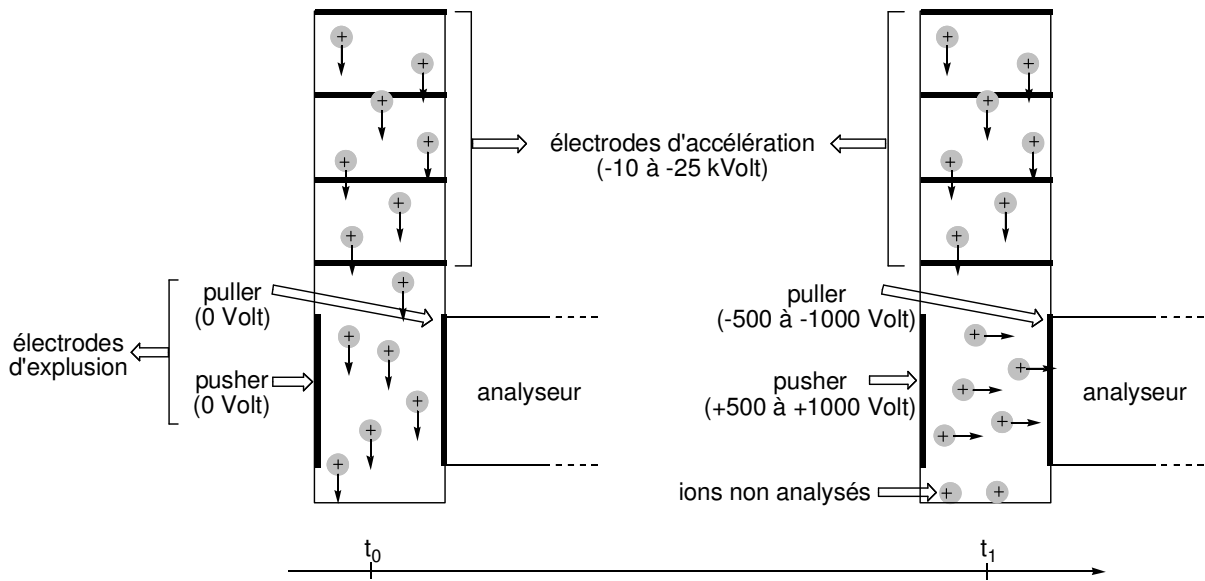 électrodes d'accélération
(-10 à -25 kVolt)
puller
(0 Volt)
électrodes
d'explusion
pusher
(0 Volt)
analyseur
puller
(-500 à -1000 Volt)
pusher
(+500 à +1000 Volt)
analyseur
ions non analysés
t0
t1